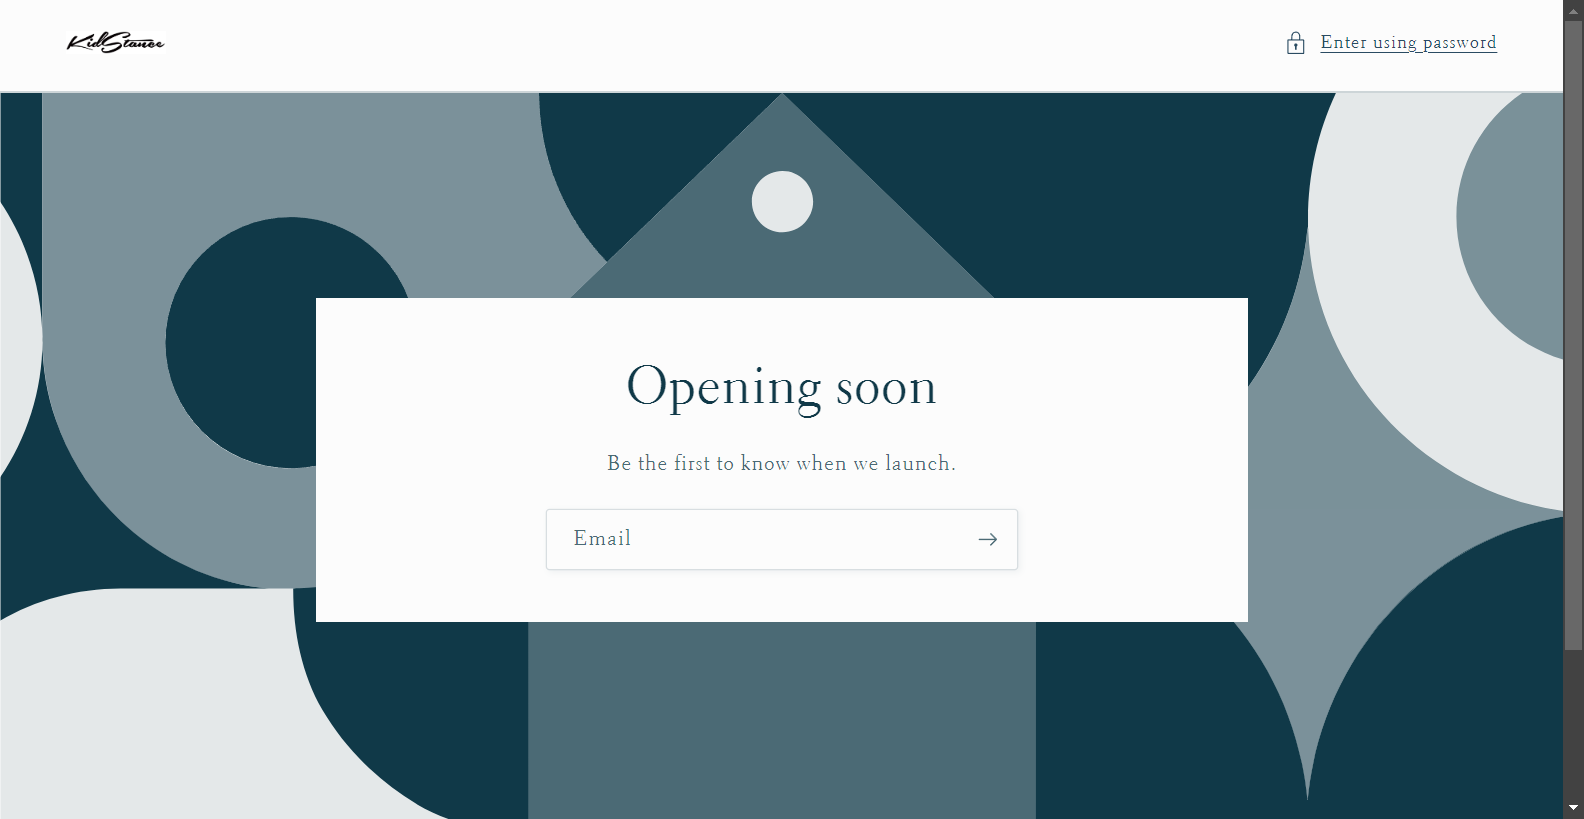 KidStance
Enter using password
Opening soon
Be the first to know when we launch.
Email